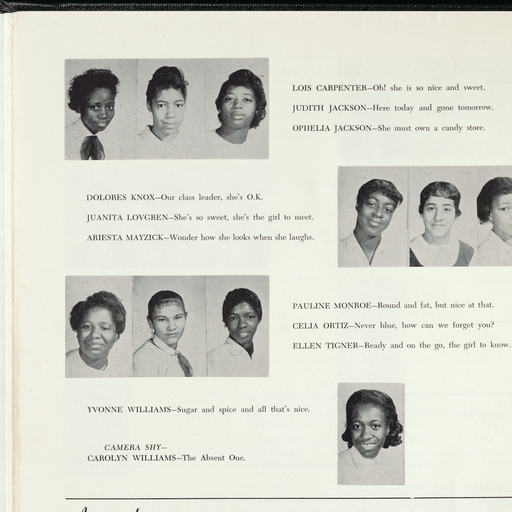 LOIS CARPENTER—Oh! she is so nice and sweet.
JUDITH JACKSON—Here today and gone tomorrow.
OPHELIA JACKSON—She must own a candy store.
DOLORES KNOX—Our class leader, she's O.K.
JUANITA LOVGREN—She's so sweet, she's the girl to meet.
ARIESTA MAYZICK—Wonder how she looks when she laughs.
PAULINE MONROE—Round and fat, but nice at that.
CELIA ORTIZ—Never blue, how can we forget you?
ELLEN TIGNER—Ready and on the go, the girl to know.
YVONNE WILLIAMS—Sugar and spice and all that's nice.
CAMERA SHY—
CAROLYN WILLIAMS—The Absent One.